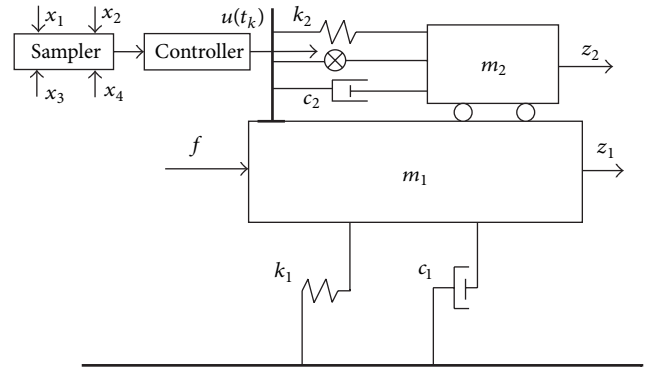 x1
x2
u(tk)
k2
Sampler
Controller
m2
z2
x3
x4
c2
f
m1
z1
k1
c1